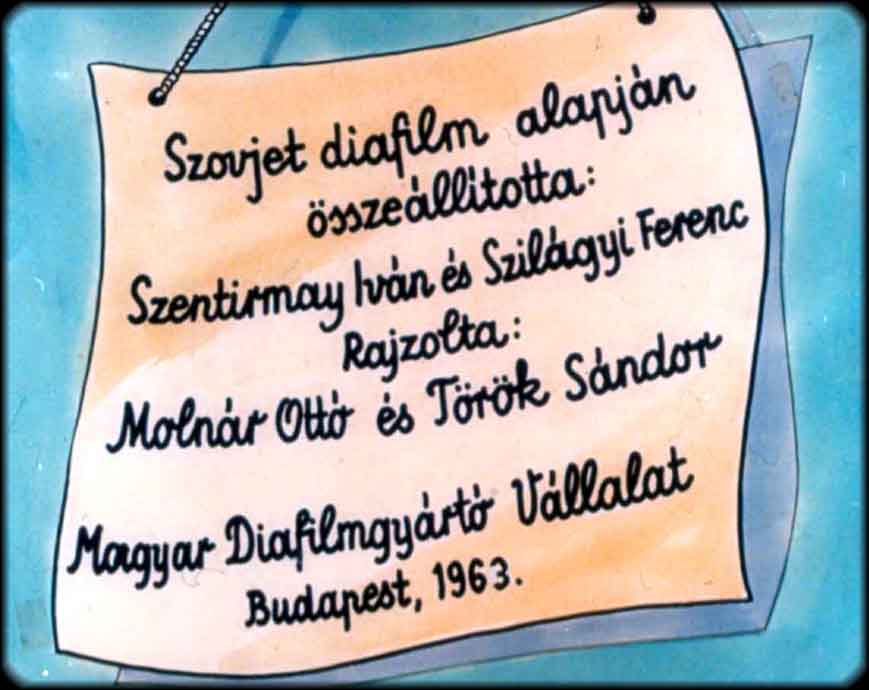 Szovjet diafilm alapján
összeállította:
Szentirmay Iván és Szilágyi Ferenc
Rajzolta:
Molnár Ottó és Török Sándor
Magyar Diafilmgyártó Vállalat
Budapest, 1963.